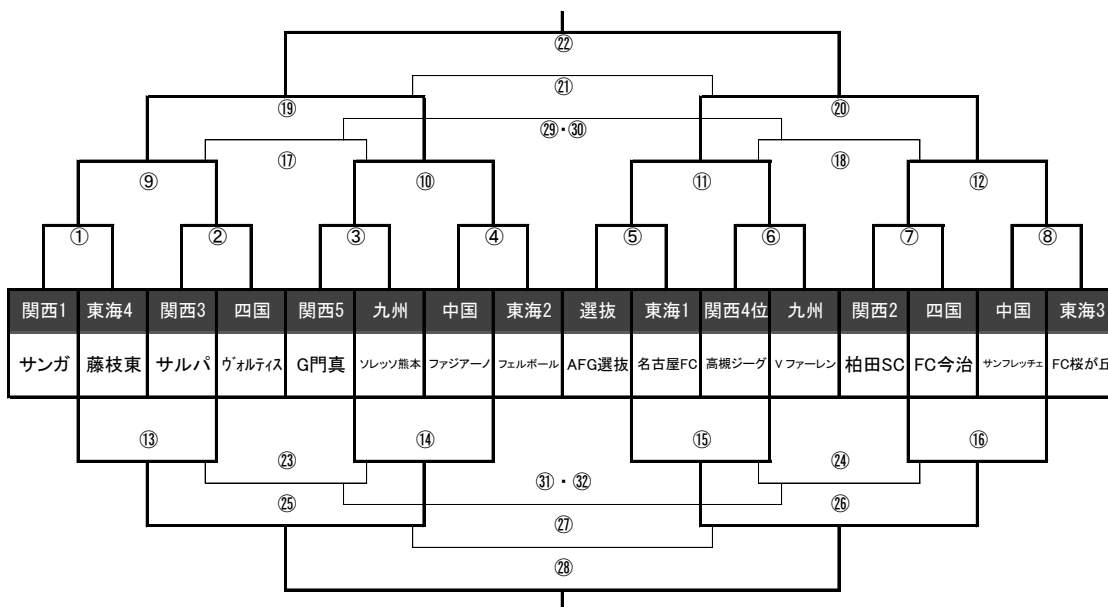 ㉒
㉑
⑲ ⑳
㉙・㉚
⑰ ⑱
⑨ ⑩ ⑪ ⑫
① ② ③ ④ ⑤ ⑥ ⑦ ⑧
関西1 東海4 関西3 四国 関西5 九州 中国 東海2 選抜 東海1 関西4位 九州 関西2 四国 中国 東海3
サンガ 藤枝東 サルパ ヴォルティス G門真 ソレッソ熊本 ファジアーノ フェルボール AFG選抜 名古屋FC 高槻ジーグ Vファーレン 柏田SC FC今治 サンフレッチェ FC桜が丘
⑬ ⑭ ⑮ ⑯
㉓ ㉔
㉛・㉜
㉕ ㉖
㉗
㉘